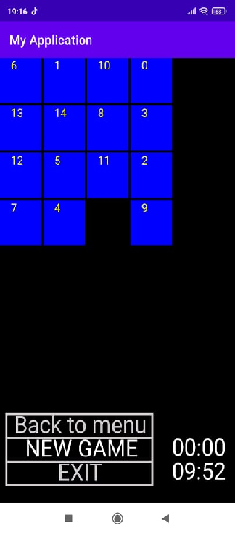 19:16
My Application
6 1 10 0
13 14 8 3
12 5 11 2
7 4 9
Back to menu
NEW GAME 00:00
EXIT 09:52